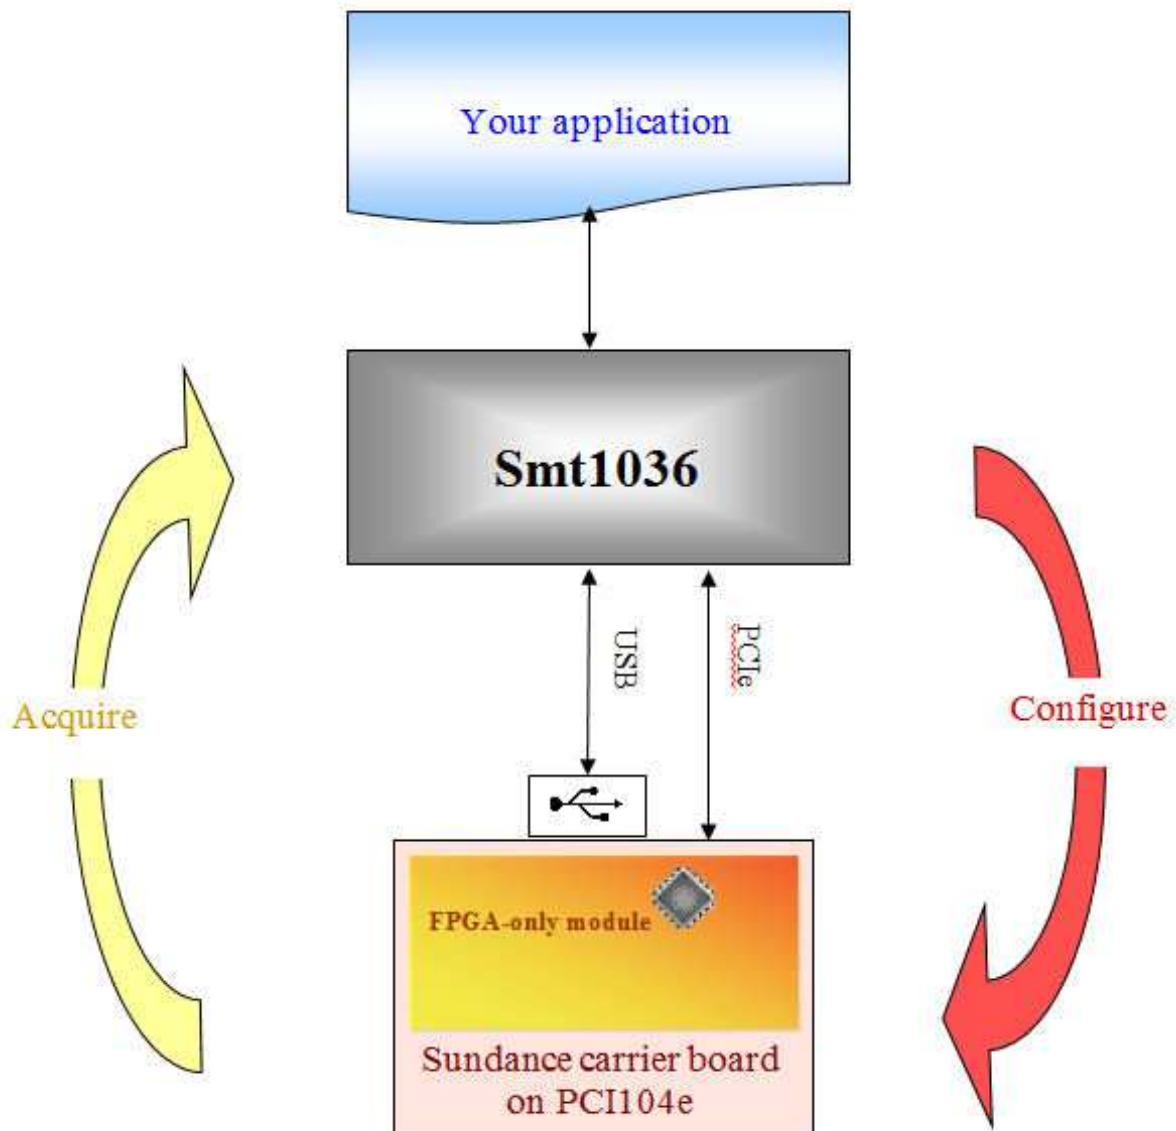 Your application
Smt1036
USB
PCIe
Acquire
Configure
FPGA-only module
Sundance carrier board
on PCI104e